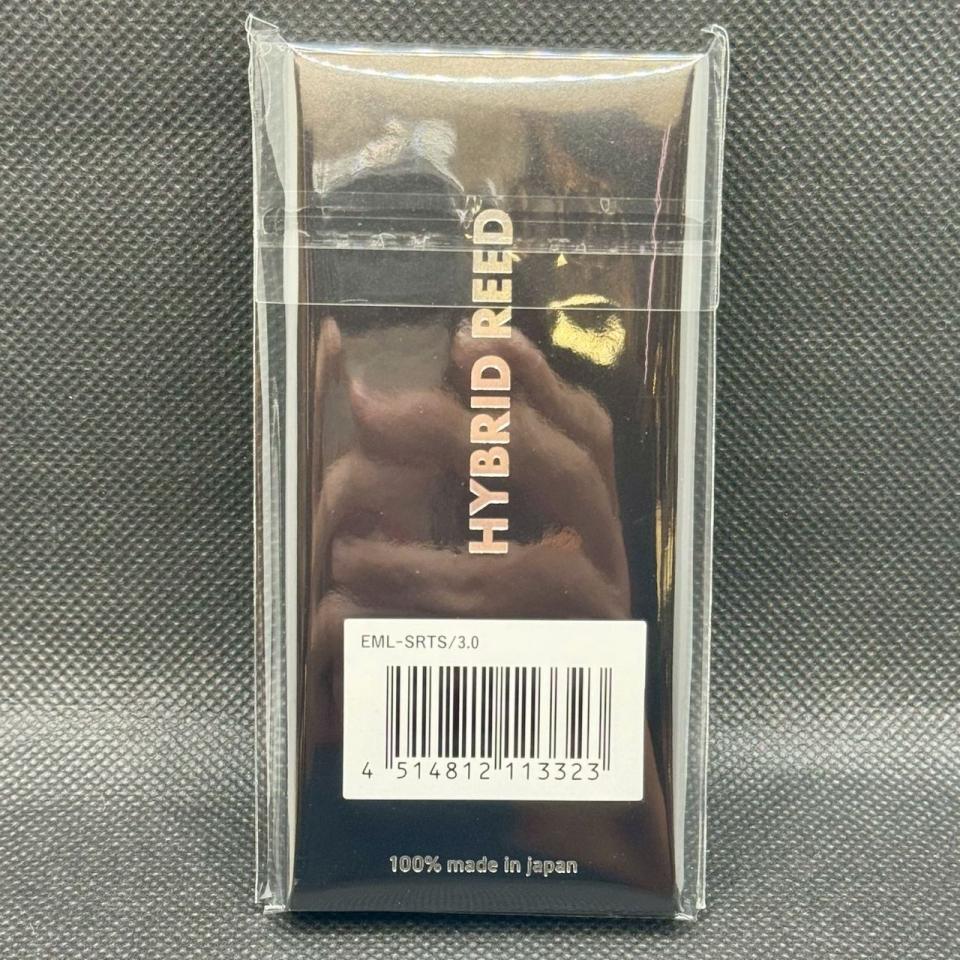 HYBRID REED
EML-SRTS/3.0
4 514812 113323
100% made in japan